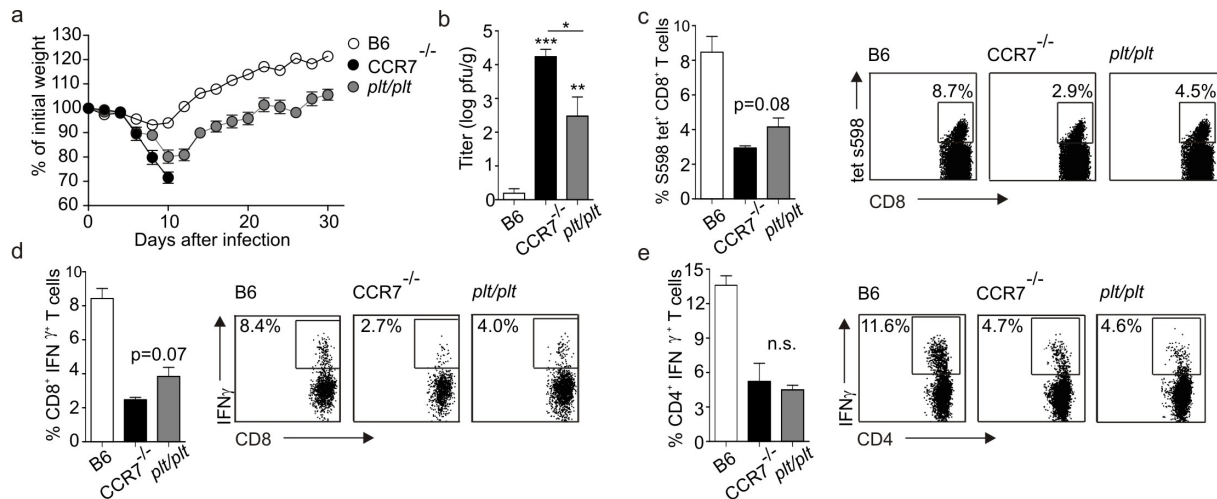 a
% of initial weight
120
110
100
90
80
70
60
0
10
20
30
Days after infection
B6
CCR7-/-
plt/plt
b
Titer (log pfu/g)
5
4
3
2
1
0
*
***
**
B6
CCR7-/-
plt/plt
c
% S598 tet+ CD8+ T cells
10
8
6
4
2
0
p=0.08
B6
CCR7-/-
plt/plt
B6
CCR7-/-
plt/plt
8.7%
2.9%
4.5%
tet s598
CD8
d
% CD8+ IFN γ+ T cells
10
8
6
4
2
0
p=0.07
B6
CCR7-/-
plt/plt
B6
CCR7-/-
plt/plt
8.4%
2.7%
4.0%
IFNγ
CD8
e
% CD4+ IFN γ+ T cells
15
12
9
6
3
0
n.s.
B6
CCR7-/-
plt/plt
B6
CCR7-/-
plt/plt
11.6%
4.7%
4.6%
IFNγ
CD4